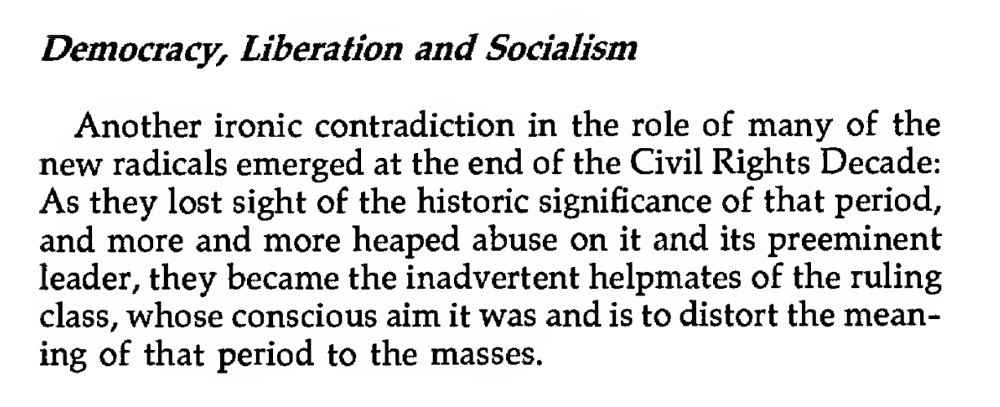 Democracy, Liberation and Socialism
Another ironic contradiction in the role of many of the
new radicals emerged at the end of the Civil Rights Decade:
As they lost sight of the historic significance of that period,
and more and more heaped abuse on it and its preeminent
leader, they became the inadvertent helpmates of the ruling
class, whose conscious aim it was and is to distort the mean-
ing of that period to the masses.